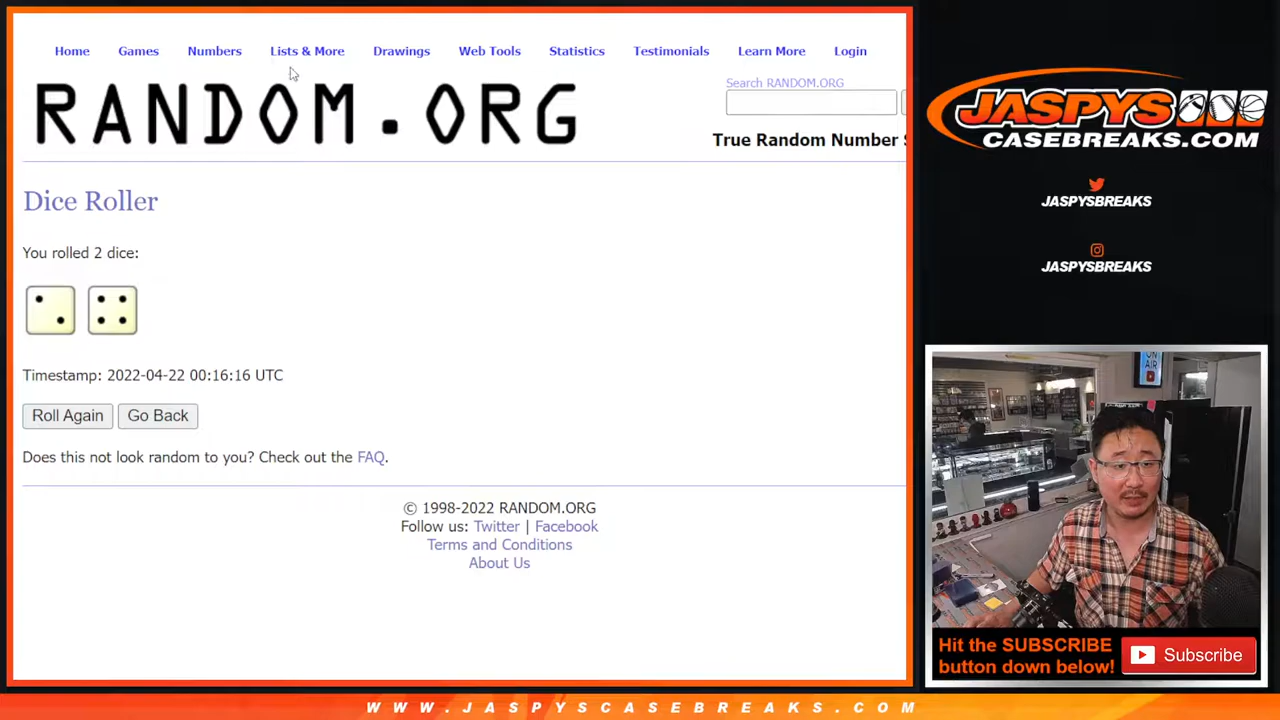 Home Games Numbers Lists & More Drawings Web Tools Statistics Testimonials Learn More Login
RANDOM.ORG
Search RANDOM.ORG
True Random Number S
Dice Roller
You rolled 2 dice:
Timestamp: 2022-04-22 00:16:16 UTC
Roll Again Go Back
Does this not look random to you? Check out the FAQ.
© 1998-2022 RANDOM.ORG
Follow us: Twitter | Facebook
Terms and Conditions
About Us
JASPYS
CASEBREAKS.COM
JASPYSBREAKS
JASPYSBREAKS
ON
AIR
Hit the SUBSCRIBE
button down below!
Subscribe
WWW.JASPYSCASEBREAKS.COM